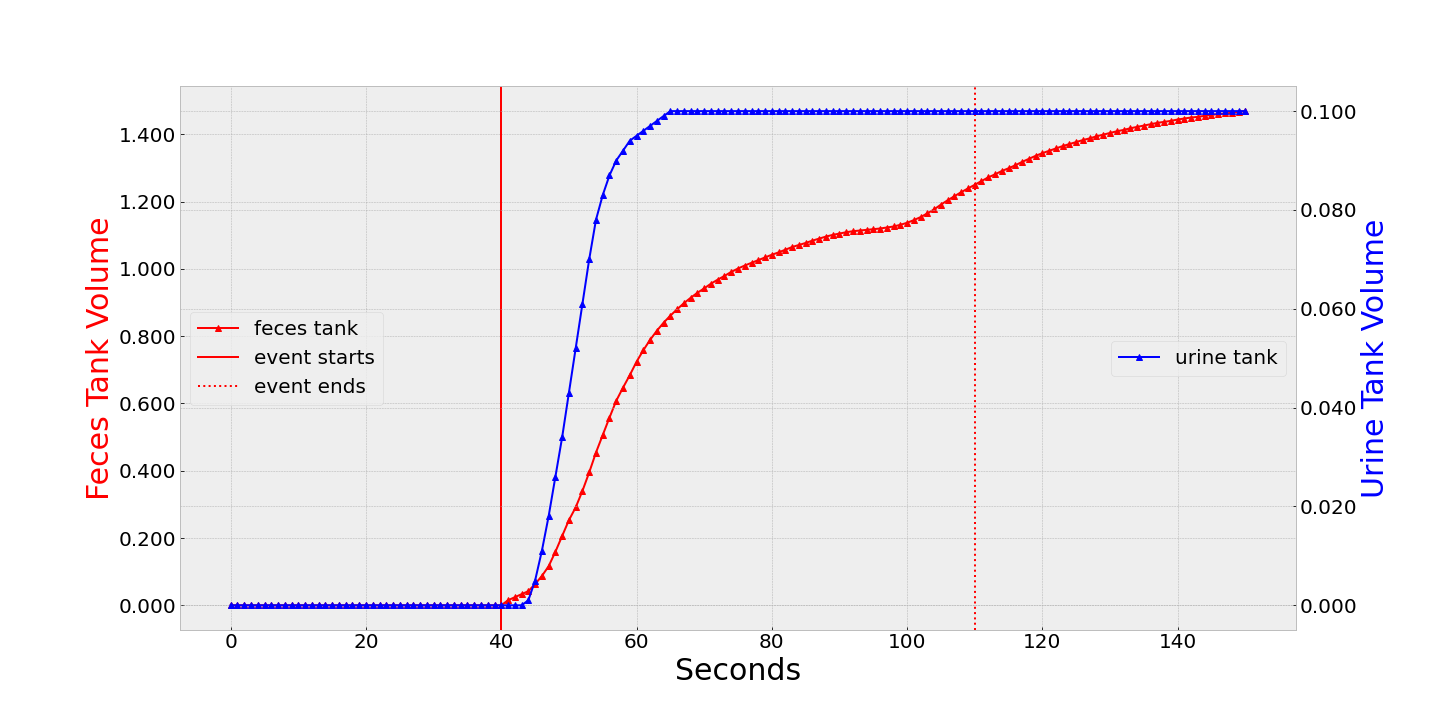 Feces Tank Volume
1.400
1.200
1.000
0.800
0.600
0.400
0.200
0.000
feces tank
event starts
event ends
urine tank
0.100
0.080
0.060
0.040
0.020
0.000
Urine Tank Volume
0 20 40 60 80 100 120 140
Seconds